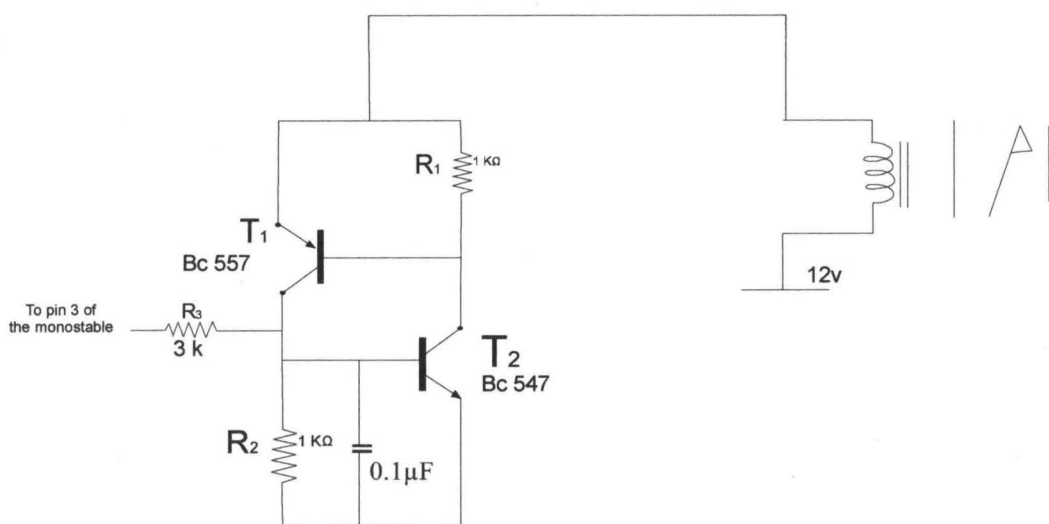 R1
1 KΩ
T1
Bc 557
12v
To pin 3 of
the monostable
R3
3 k
T2
Bc 547
R2
1 KΩ
0.1µF